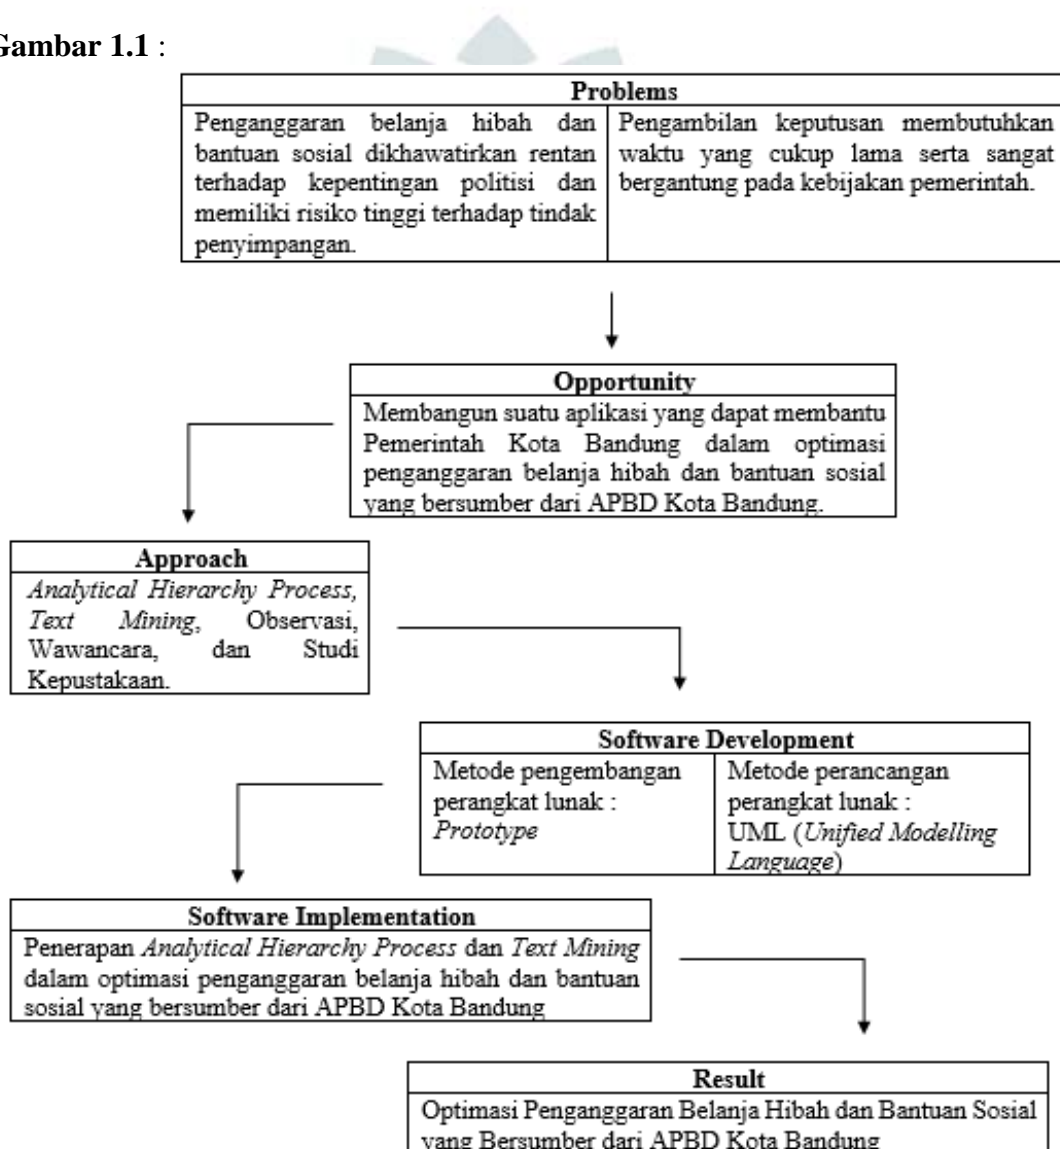 Gambar 1.1 :
Problems
Penganggaran belanja hibah dan
bantuan sosial dikhawatirkan rentan
terhadap kepentingan politisi dan
memiliki risiko tinggi terhadap tindak
penyimpangan.
Pengambilan keputusan membutuhkan
waktu yang cukup lama serta sangat
bergantung pada kebijakan pemerintah.
Opportunity
Membangun suatu aplikasi yang dapat membantu
Pemerintah Kota Bandung dalam optimasi
penganggaran belanja hibah dan bantuan sosial
yang bersumber dari APBD Kota Bandung.
Approach
Analytical Hierarchy Process,
Text Mining, Observasi,
Wawancara, dan Studi
Kepustakaan.
Software Development
Metode pengembangan
perangkat lunak :
Prototype
Metode perancangan
perangkat lunak :
UML (Unified Modelling
Language)
Software Implementation
Penerapan Analytical Hierarchy Process dan Text Mining
dalam optimasi penganggaran belanja hibah dan bantuan
sosial yang bersumber dari APBD Kota Bandung
Result
Optimasi Penganggaran Belanja Hibah dan Bantuan Sosial
yang Bersumber dari APBD Kota Bandung